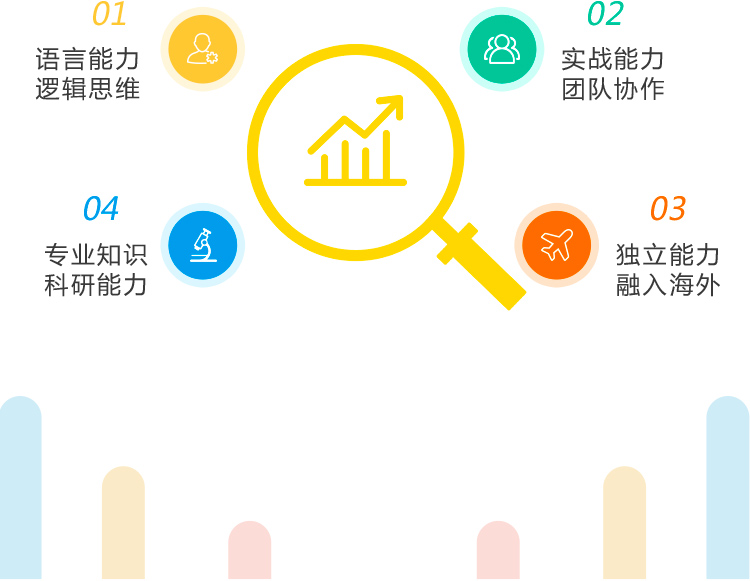 01
语言能力
逻辑思维
02
实战能力
团队协作
04
专业知识
科研能力
03
独立能力
融入海外